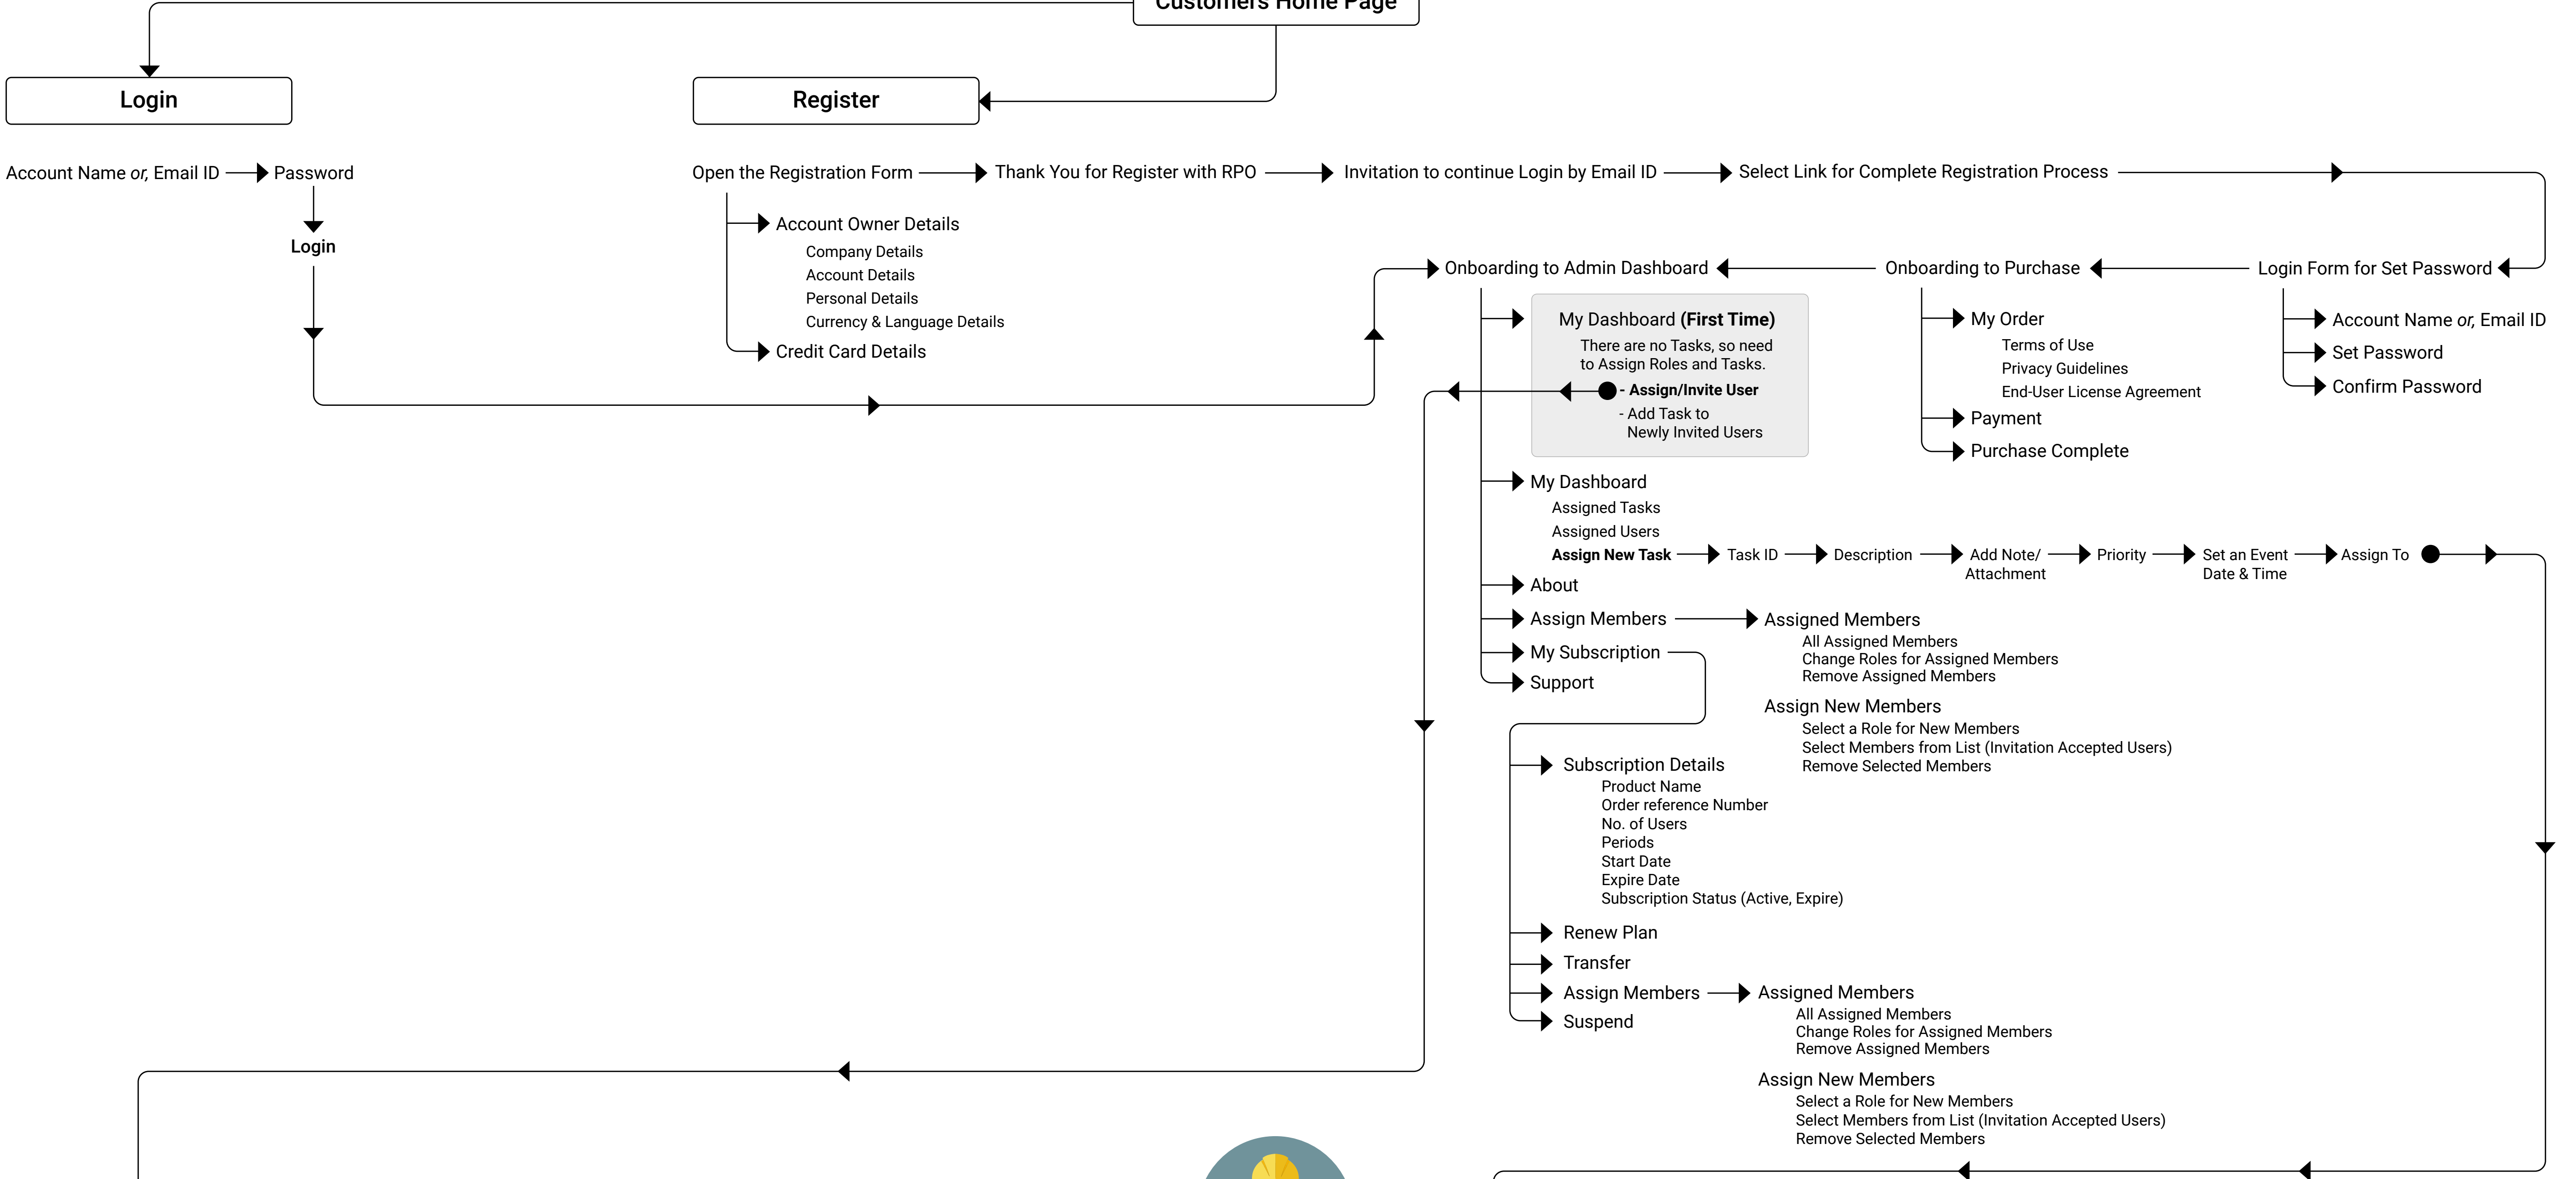 Customers Home Page
Login
Register
Account Name or, Email ID
Password
Login
Open the Registration Form
Thank You for Register with RPO
Invitation to continue Login by Email ID
Select Link for Complete Registration Process
Account Owner Details
Company Details
Account Details
Personal Details
Currency & Language Details
Credit Card Details
Login Form for Set Password
Account Name or, Email ID
Set Password
Confirm Password
Onboarding to Purchase
My Order
Terms of Use
Privacy Guidelines
End-User License Agreement
Payment
Purchase Complete
Onboarding to Admin Dashboard
My Dashboard (First Time)
There are no Tasks, so need
to Assign Roles and Tasks.
- Assign/Invite User
- Add Task to
Newly Invited Users
My Dashboard
Assigned Tasks
Assigned Users
Assign New Task
Task ID
Description
Add Note/
Attachment
Priority
Set an Event
Date & Time
Assign To
About
Assign Members
Assigned Members
All Assigned Members
Change Roles for Assigned Members
Remove Assigned Members
Assign New Members
Select a Role for New Members
Select Members from List (Invitation Accepted Users)
Remove Selected Members
My Subscription
Support
Subscription Details
Product Name
Order reference Number
No. of Users
Periods
Start Date
Expire Date
Subscription Status (Active, Expire)
Renew Plan
Transfer
Assign Members
Assigned Members
All Assigned Members
Change Roles for Assigned Members
Remove Assigned Members
Assign New Members
Select a Role for New Members
Select Members from List (Invitation Accepted Users)
Remove Selected Members
Suspend